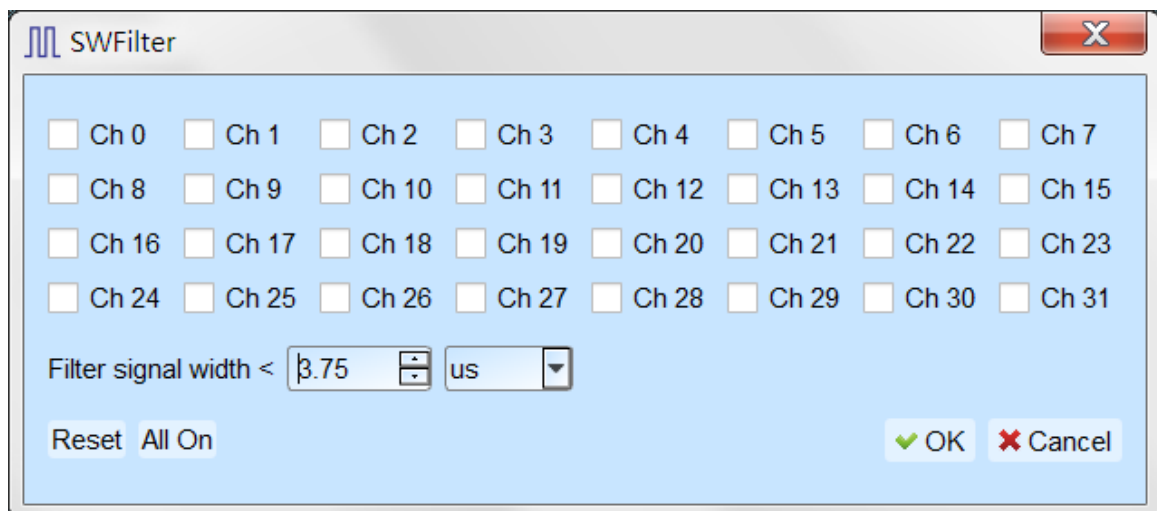 SWFilter
Ch 0 Ch 1 Ch 2 Ch 3 Ch 4 Ch 5 Ch 6 Ch 7
Ch 8 Ch 9 Ch 10 Ch 11 Ch 12 Ch 13 Ch 14 Ch 15
Ch 16 Ch 17 Ch 18 Ch 19 Ch 20 Ch 21 Ch 22 Ch 23
Ch 24 Ch 25 Ch 26 Ch 27 Ch 28 Ch 29 Ch 30 Ch 31
Filter signal width < 3.75 us
Reset All On OK Cancel